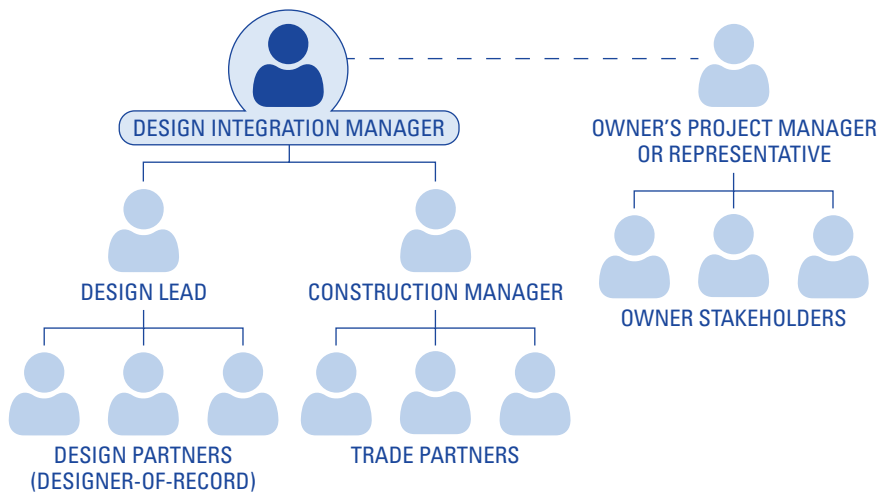 DESIGN INTEGRATION MANAGER
OWNER'S PROJECT MANAGER
OR REPRESENTATIVE
DESIGN LEAD
CONSTRUCTION MANAGER
OWNER STAKEHOLDERS
DESIGN PARTNERS
(DESIGNER-OF-RECORD)
TRADE PARTNERS